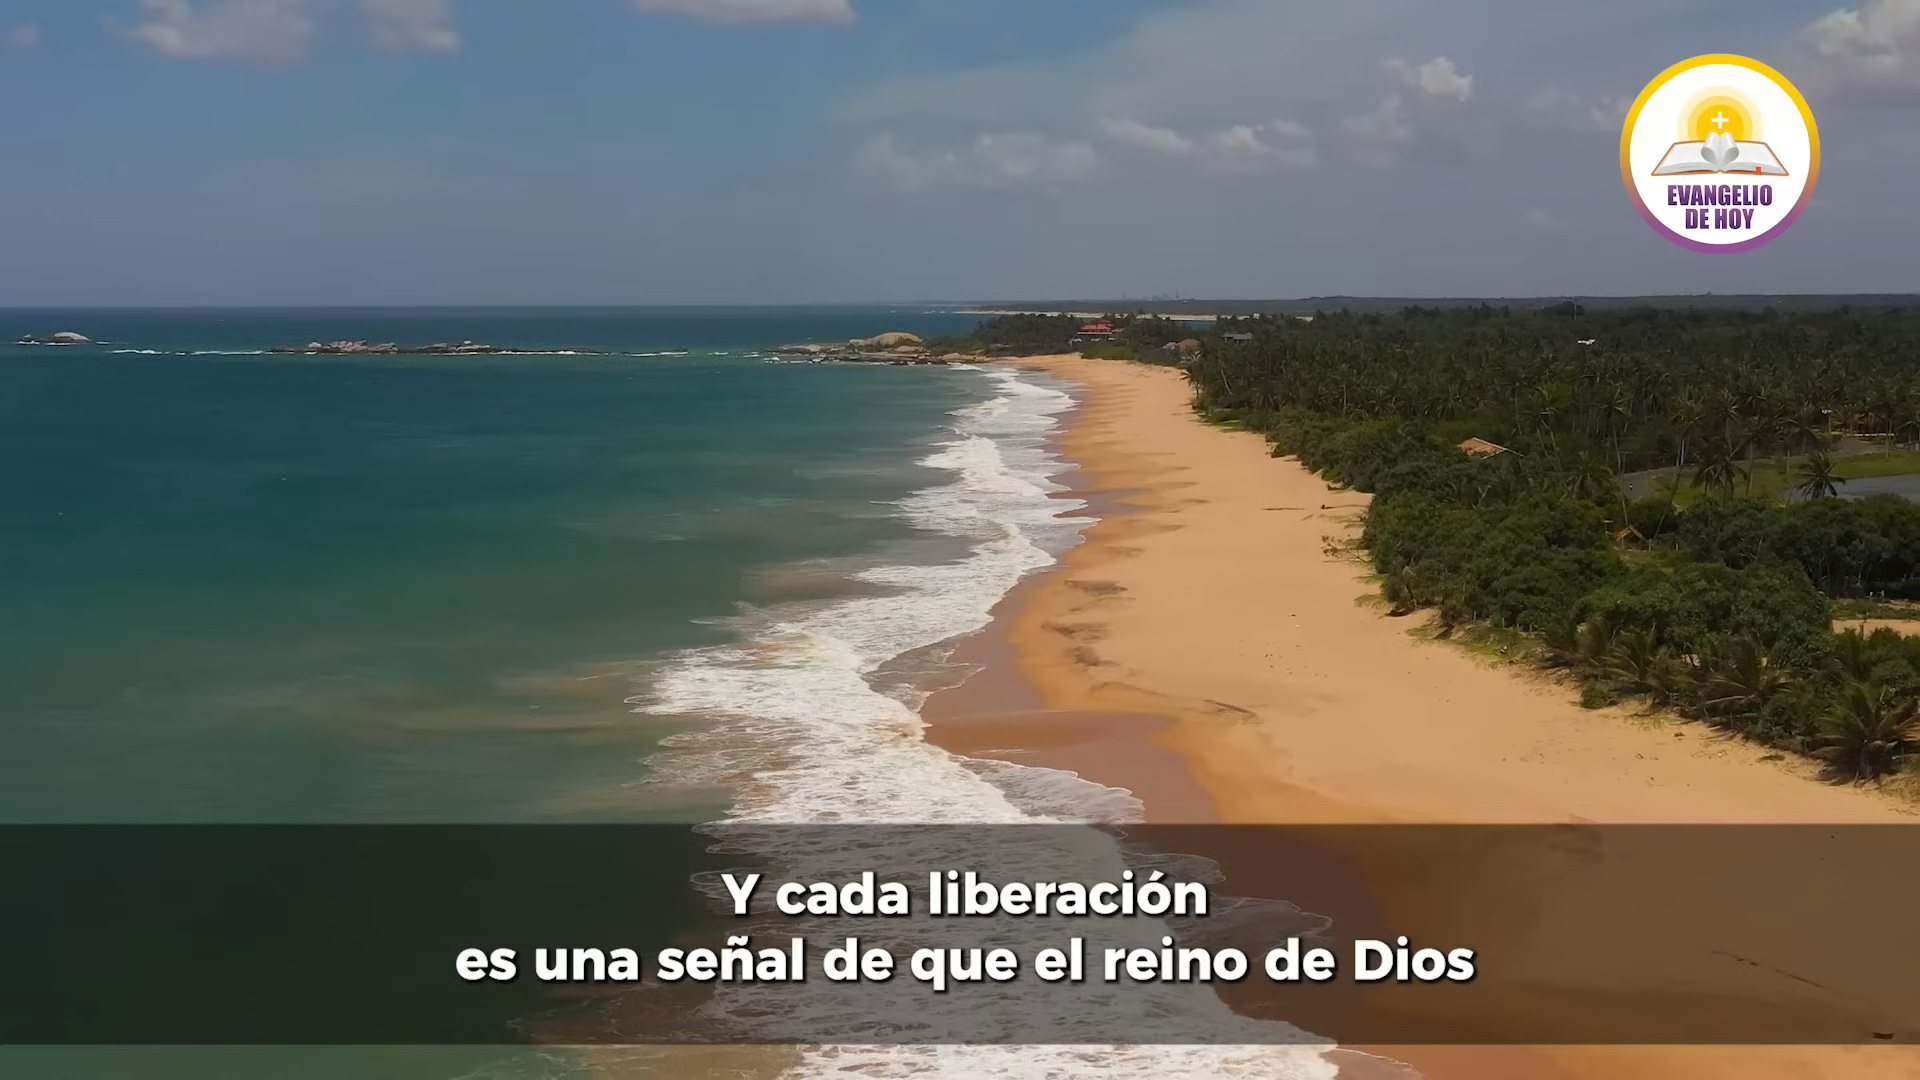 EVANGELIO
DE HOY
Y cada liberación
es una señal de que el reino de Dios